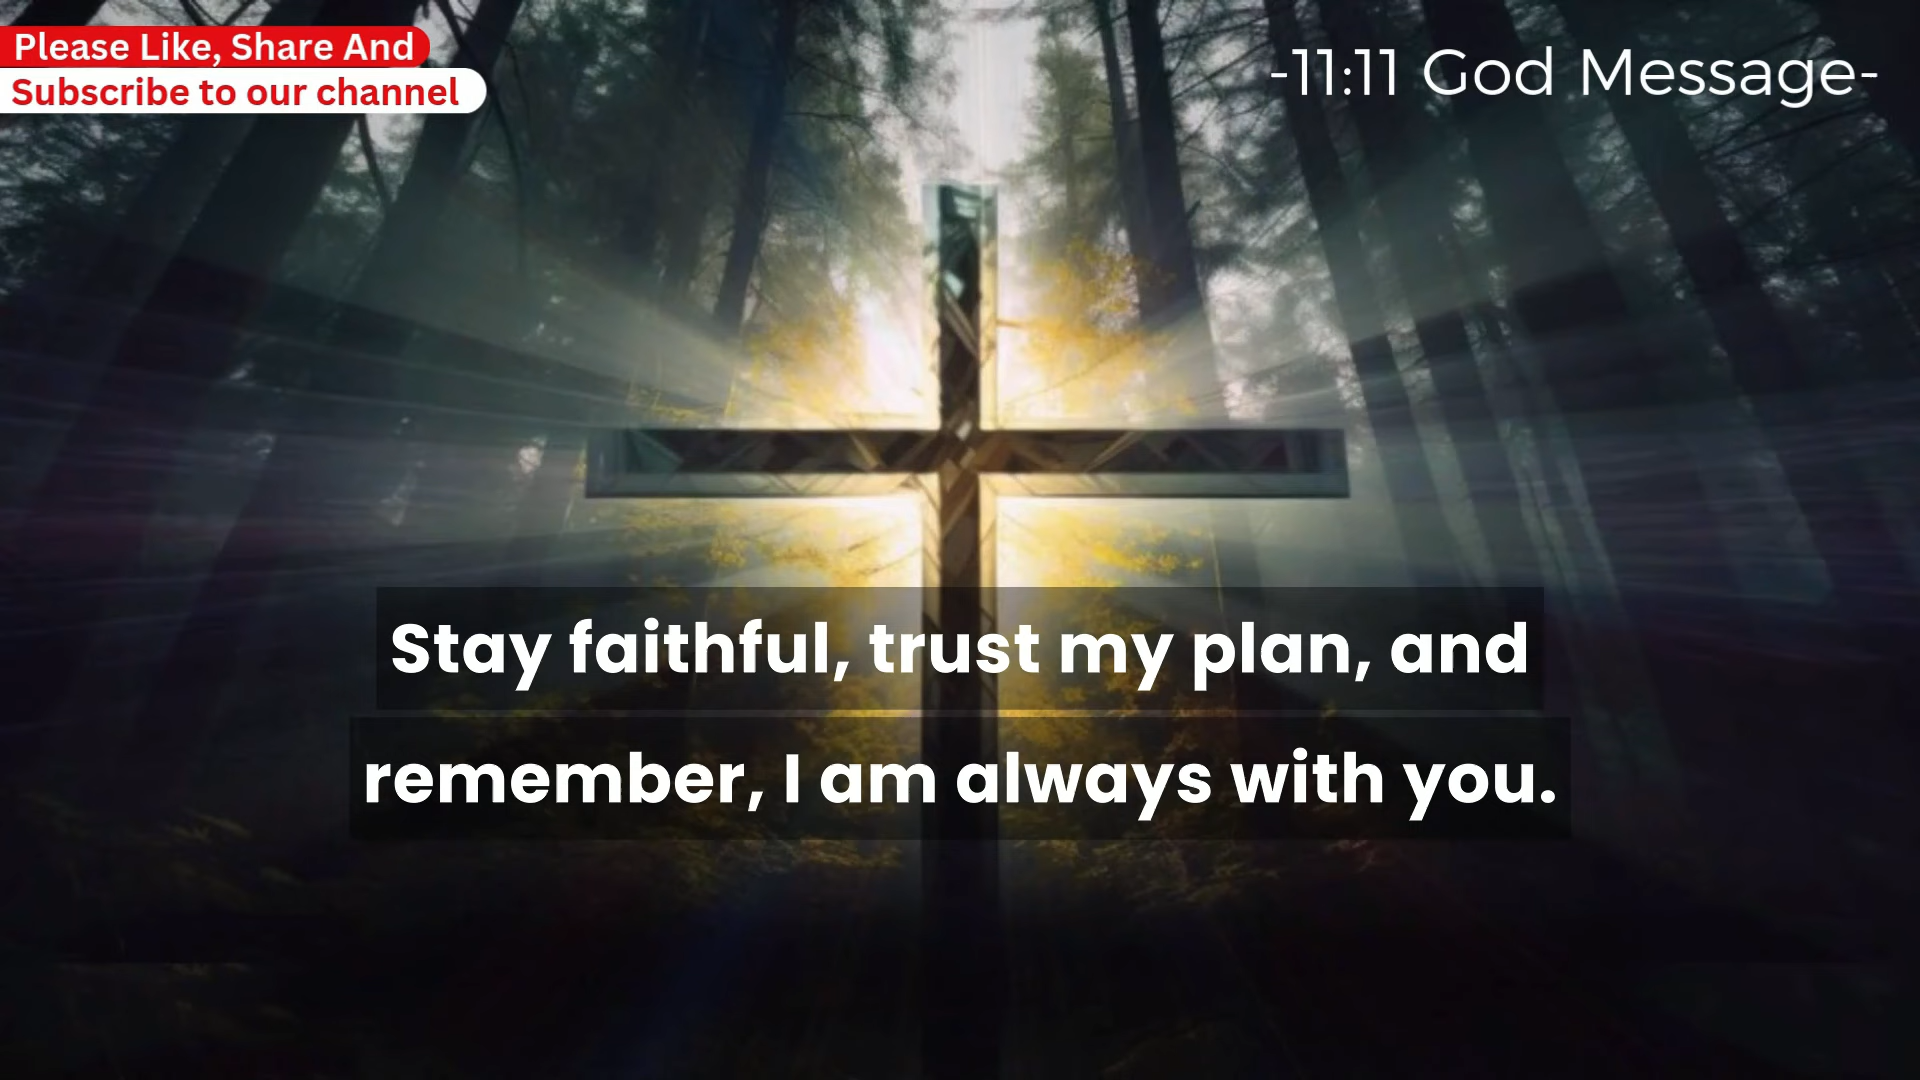 Please Like, Share And
Subscribe to our channel
-11:11 God Message-
Stay faithful, trust my plan, and
remember, I am always with you.